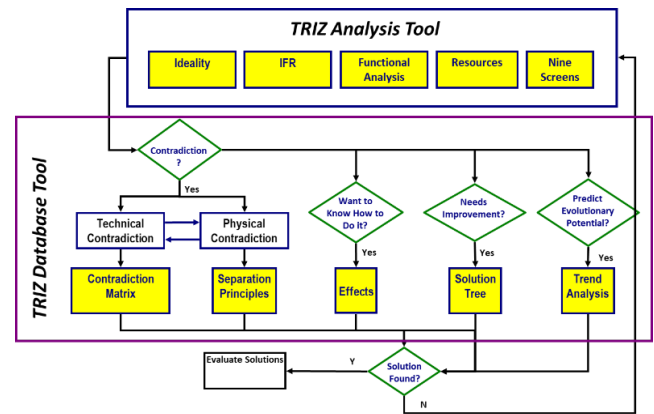 TRIZ Analysis Tool
Ideality
IFR
Functional
Analysis
Resources
Nine
Screens
TRIZ Database Tool
Contradiction
?
Yes
Technical
Contradiction
Physical
Contradiction
Want to
Know How to
Do It?
Needs
Improvement?
Predict
Evolutionary
Potential?
Yes
Yes
Yes
Contradiction
Matrix
Separation
Principles
Effects
Solution
Tree
Trend
Analysis
Evaluate Solutions
Y
Solution
Found?
N